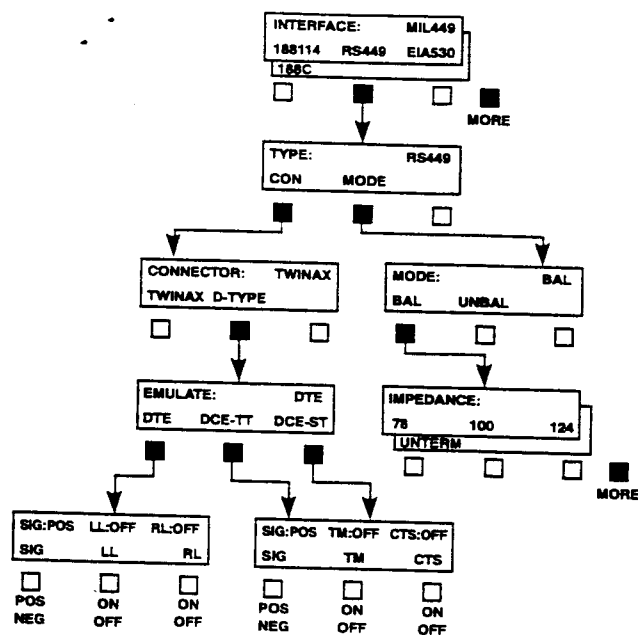 INTERFACE: MIL449
188114 RS449 EIA530
188C
MORE
TYPE: RS449
CON MODE
CONNECTOR: TWINAX
TWINAX D-TYPE
MODE: BAL
BAL UNBAL
EMULATE: DTE
DTE DCE-TT DCE-ST
IMPEDANCE:
78 100 124
UNTERM
MORE
SIG:POS LL:OFF RL:OFF
SIG LL RL
SIG:POS TM:OFF CTS:OFF
SIG TM CTS
POS ON ON
NEG OFF OFF
POS ON ON
NEG OFF OFF